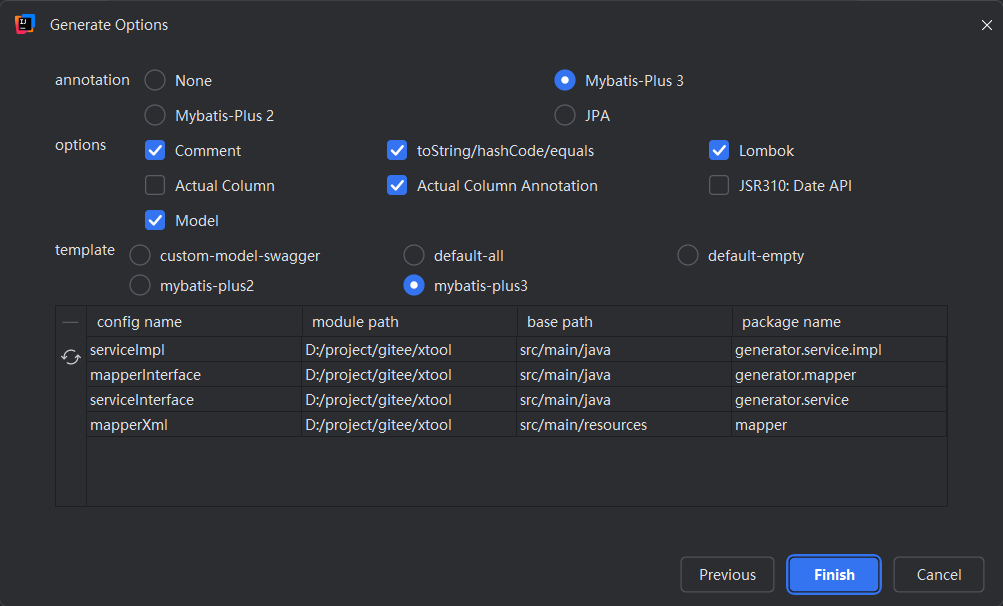 Generate Options
annotation None Mybatis-Plus 3
Mybatis-Plus 2 JPA
options Comment toString/hashCode/equals Lombok
Actual Column Actual Column Annotation JSR310: Date API
Model
template custom-model-swagger default-all default-empty
mybatis-plus2 mybatis-plus3
config name module path base path package name
serviceImpl D:/project/gitee/xtool src/main/java generator.service.impl
mapperInterface D:/project/gitee/xtool src/main/java generator.mapper
serviceInterface D:/project/gitee/xtool src/main/java generator.service
mapperXml D:/project/gitee/xtool src/main/resources mapper
Previous Finish Cancel